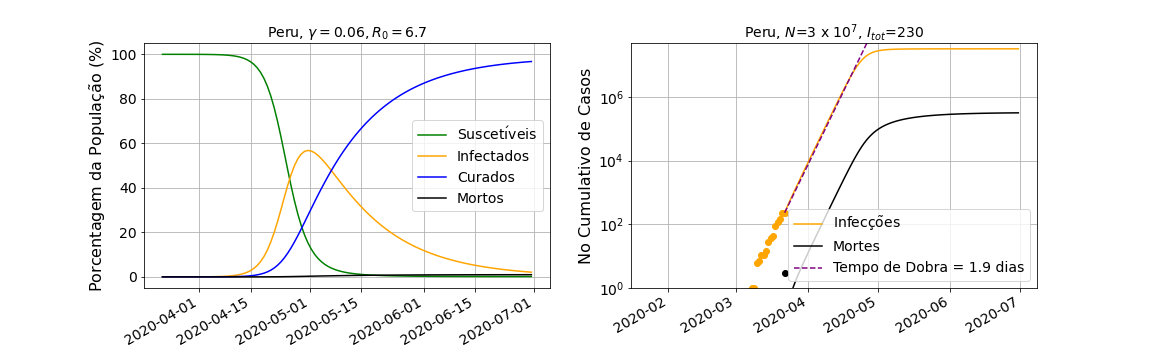 Peru, γ = 0.06, R₀ = 6.7
Porcentagem da População (%)
100
80
60
40
20
0
Suscetíveis
Infectados
Curados
Mortos
2020-04-01
2020-04-15
2020-05-01
2020-05-15
2020-06-01
2020-06-15
2020-07-01
Peru, N=3 x 10⁷, I_tot=230
No Cumulativo de Casos
10⁶
10⁴
10²
10⁰
Infecções
Mortes
Tempo de Dobra = 1.9 dias
2020-02
2020-03
2020-04
2020-05
2020-06
2020-07